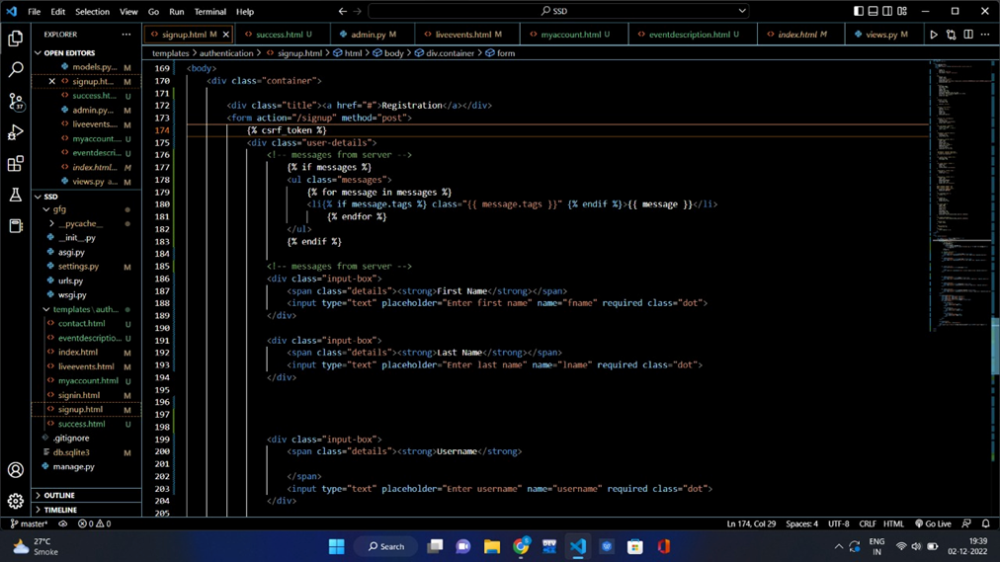 File Edit Selection View Go Run Terminal Help
SSD
EXPLORER
signup.html M
success.html U
admin.py M
liveevents.html M
myaccount.html U
eventdescript.html U
index.html M
views.py M
OPEN EDITORS
models.py... M
signup.ht... M
success.ht... U
admin.py... M
liveevents.... M
myaccount... U
eventdescri... U
index.html... M
views.py a... M
SSD
gfg
__pycache__
__init__.py
asgi.py
settings.py M
urls.py
wsgi.py
templates \ auth...
contact.html U
eventdescriptio... U
index.html M
liveevents.html M
myaccount.html U
signin.html M
signup.html M
success.html U
.gitignore
db.sqlite3 M
manage.py
OUTLINE
TIMELINE
37
templates > authentication > signup.html > html > body > div.container > form
169 <body>
170 <div class="container">
171
172 <div class="title"><a href="#">Registration</a></div>
173 <form action="/signup" method="post">
174 {% csrf_token %}
175 <div class="user-details">
176 <!-- messages from server -->
177 {% if messages %}
178 <ul class="messages">
179 {% for message in messages %}
180 <li{% if message.tags %} class="{{ message.tags }}" {% endif %}>{{ message }}</li>
181 {% endfor %}
182 </ul>
183 {% endif %}
184
185 <!-- messages from server -->
186 <div class="input-box">
187 <span class="details"><strong>First Name</strong></span>
188 <input type="text" placeholder="Enter first name" name="fname" required class="dot">
189 </div>
190
191 <div class="input-box">
192 <span class="details"><strong>Last Name</strong></span>
193 <input type="text" placeholder="Enter last name" name="lname" required class="dot">
194 </div>
195
196
197
198
199 <div class="input-box">
200 <span class="details"><strong>Username</strong>
201
202 </span>
203 <input type="text" placeholder="Enter username" name="username" required class="dot">
204 </div>
205
master* 0 0
Ln 174, Col 29 Spaces: 4 UTF-8 CRLF HTML Go Live
27°C
Smoke
Search
ENG
IN
19:39
02-12-2022